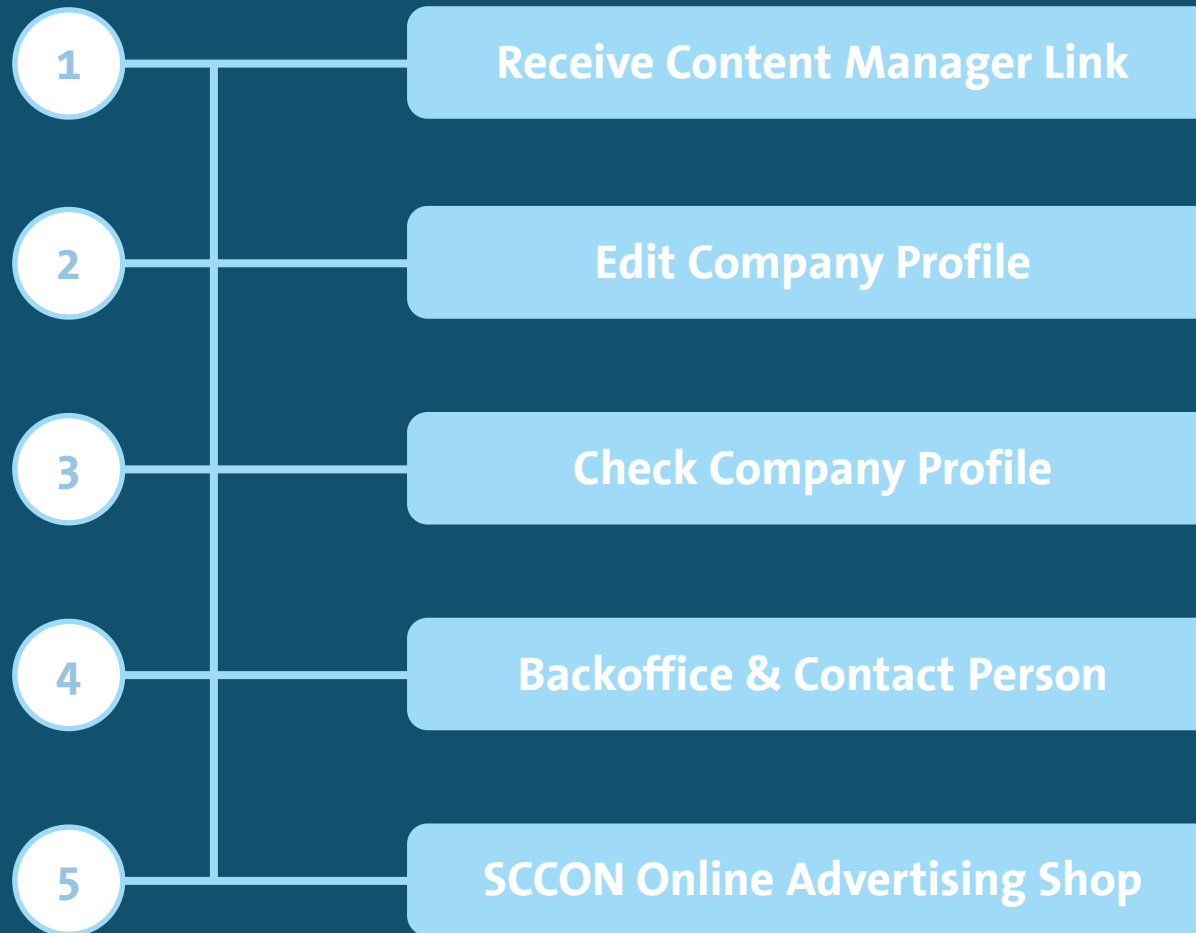 1
Receive Content Manager Link
2
Edit Company Profile
3
Check Company Profile
4
Backoffice & Contact Person
5
SCCON Online Advertising Shop